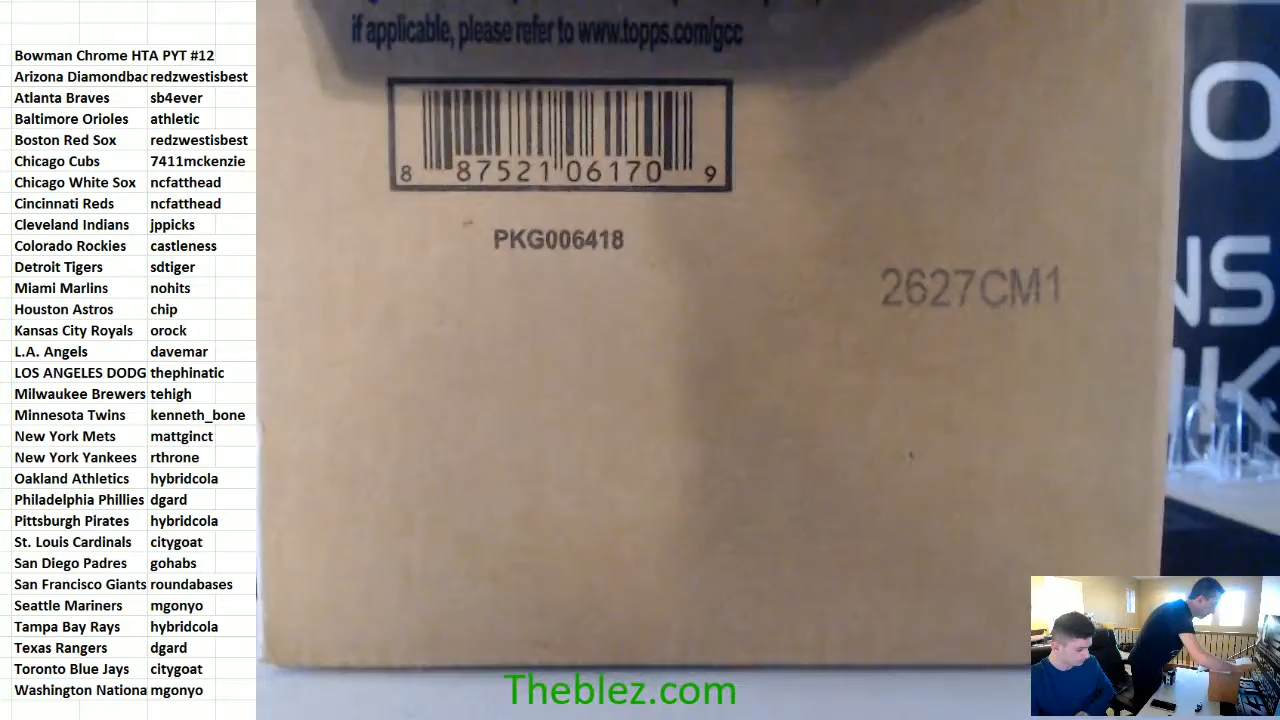 Bowman Chrome HTA PYT #12
Arizona Diamondbac redzwestisbest
Atlanta Braves sb4ever
Baltimore Orioles athletic
Boston Red Sox redzwestisbest
Chicago Cubs 7411mckenzie
Chicago White Sox ncfatthead
Cincinnati Reds ncfatthead
Cleveland Indians jppicks
Colorado Rockies castleness
Detroit Tigers sdtiger
Miami Marlins nohits
Houston Astros chip
Kansas City Royals orock
L.A. Angels davemar
LOS ANGELES DODG thephinatic
Milwaukee Brewers tehigh
Minnesota Twins kenneth_bone
New York Mets mattginct
New York Yankees rthrone
Oakland Athletics hybridcola
Philadelphia Phillies dgard
Pittsburgh Pirates hybridcola
St. Louis Cardinals citygoat
San Diego Padres gohabs
San Francisco Giants roundabases
Seattle Mariners mgonyo
Tampa Bay Rays hybridcola
Texas Rangers dgard
Toronto Blue Jays citygoat
Washington Nationa mgonyo
if applicable, please refer to www.topps.com/gcc
8 87521 06170 9
PKG006418
2627CM1
O
NS
IK
Theblez.com